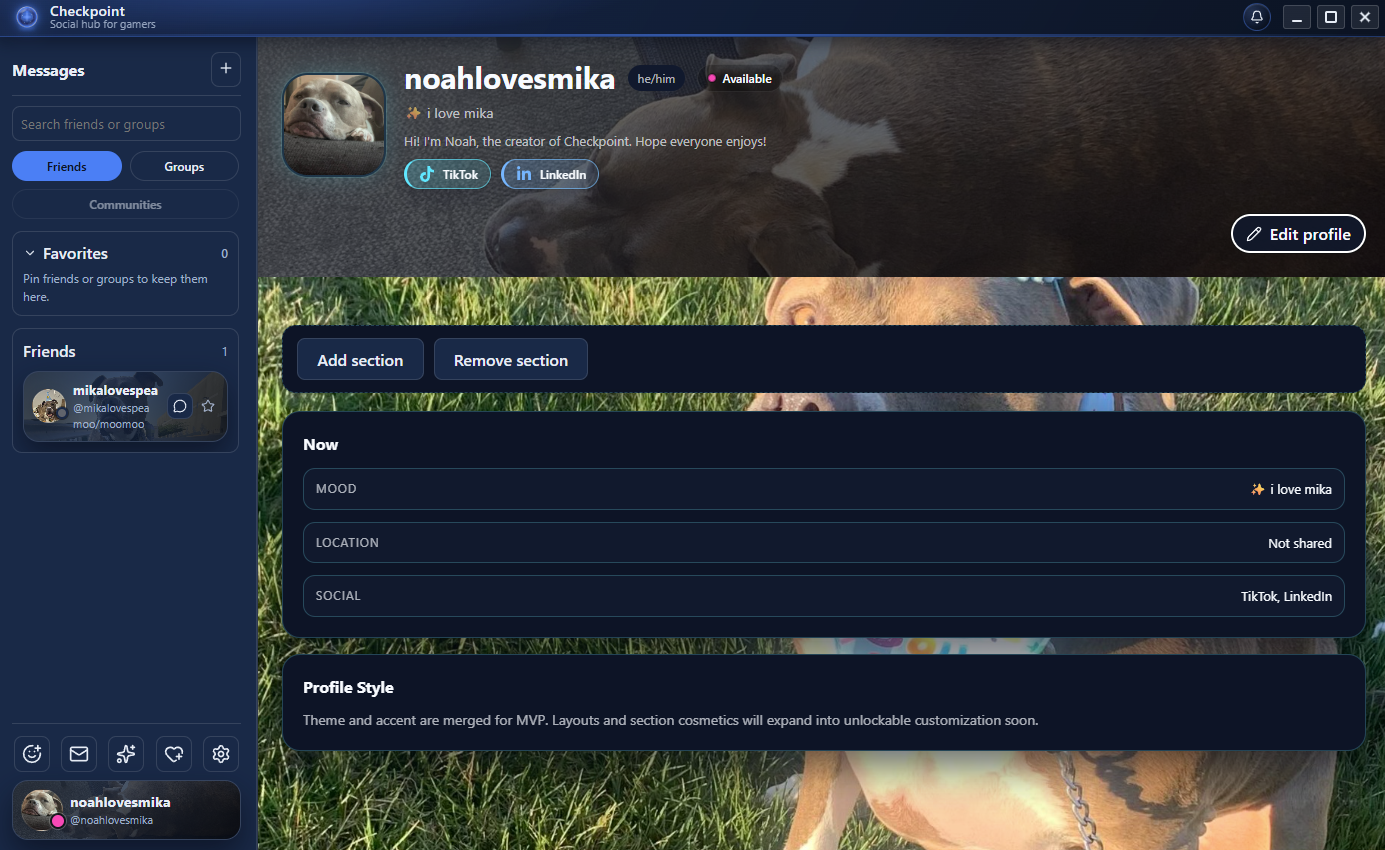 Checkpoint
Social hub for gamers
Messages
Search friends or groups
Friends
Groups
Communities
Favorites
0
Pin friends or groups to keep them
here.
Friends
1
mikalovespea
@mikalovespea
moo/moomoo
noahlovesmika
@noahlovesmika
noahlovesmika
he/him
Available
✨ i love mika
Hi! I'm Noah, the creator of Checkpoint. Hope everyone enjoys!
TikTok
LinkedIn
Edit profile
Add section
Remove section
Now
MOOD
✨ i love mika
LOCATION
Not shared
SOCIAL
TikTok, LinkedIn
Profile Style
Theme and accent are merged for MVP. Layouts and section cosmetics will expand into unlockable customization soon.